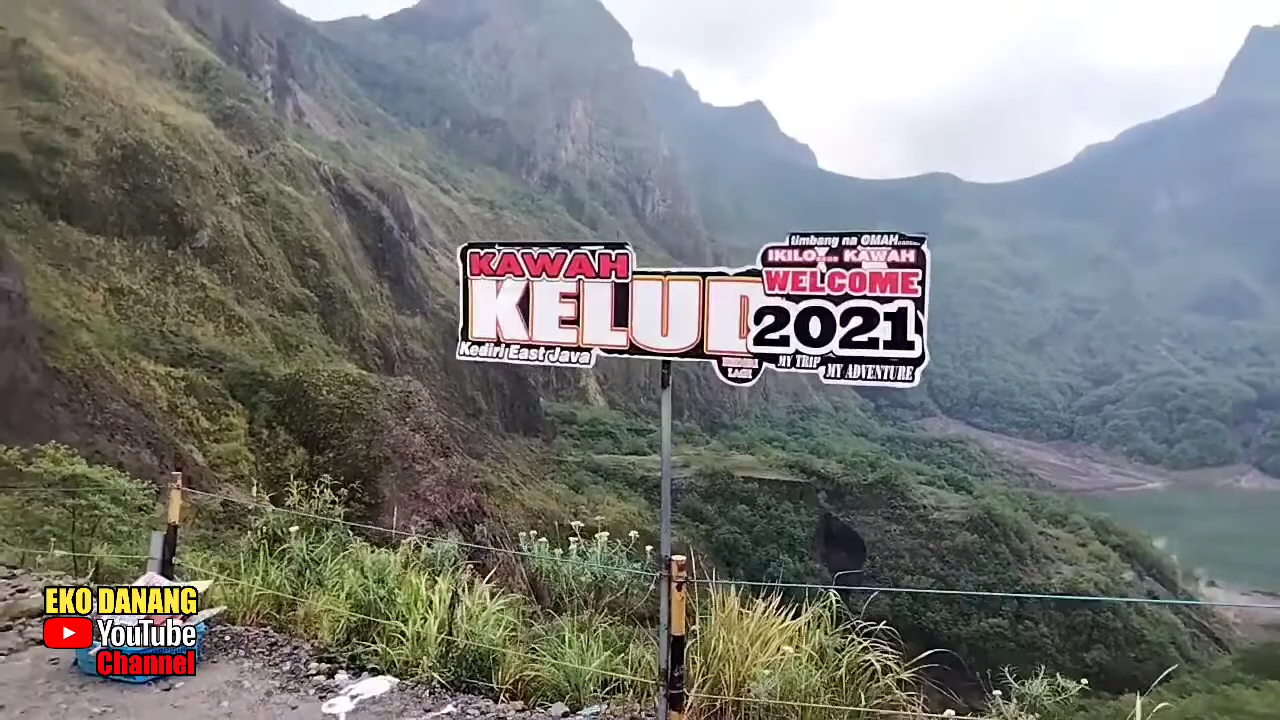 timbang na OMAH.....
IKILO.... KAWAH
WELCOME
2021
MY TRIP MY ADVENTURE
KAWAH
KELUD
Kediri East Java
LAGI
EKO DANANG
YouTube
Channel